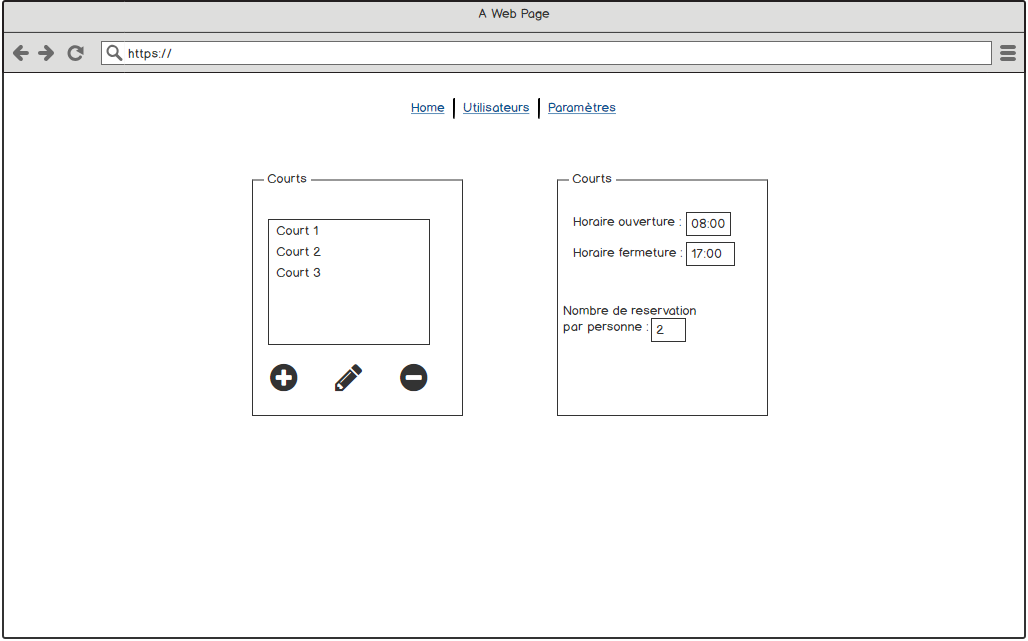 A Web Page
https://
Home Utilisateurs Paramètres
Courts
Court 1
Court 2
Court 3
Courts
Horaire ouverture : 08:00
Horaire fermeture : 17:00
Nombre de reservation
par personne : 2